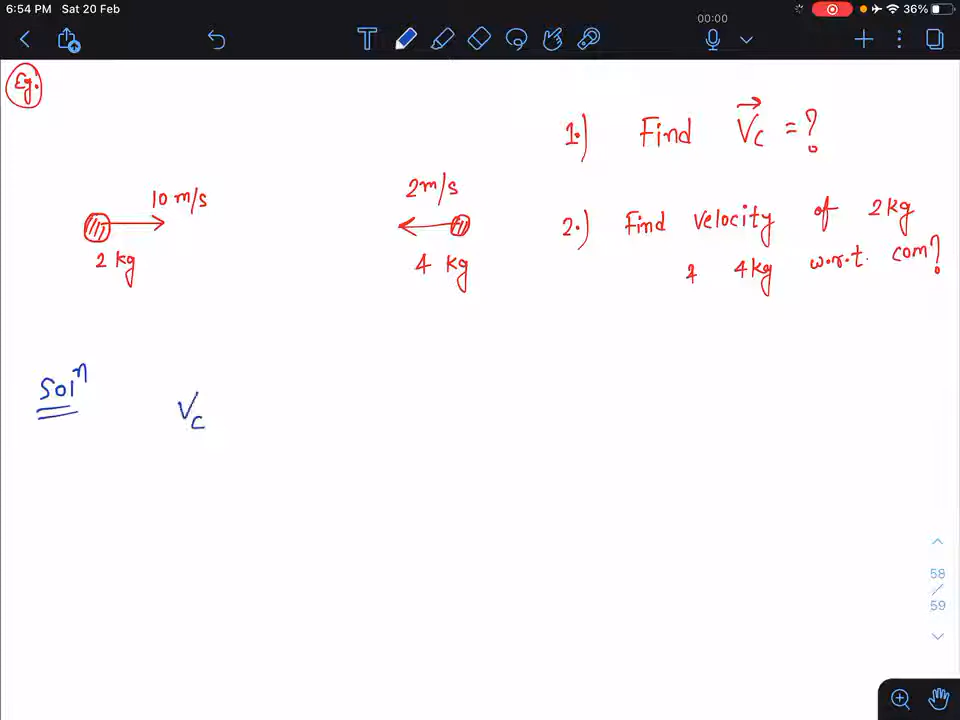 6:54 PM Sat 20 Feb
00:00
36%
T
Eg:
1.) Find Vc = ?
10 m/s
2 kg
2m/s
4 kg
2.) Find velocity of 2kg
& 4kg w.r.t. com?
Solⁿ
Vc
58
/
59